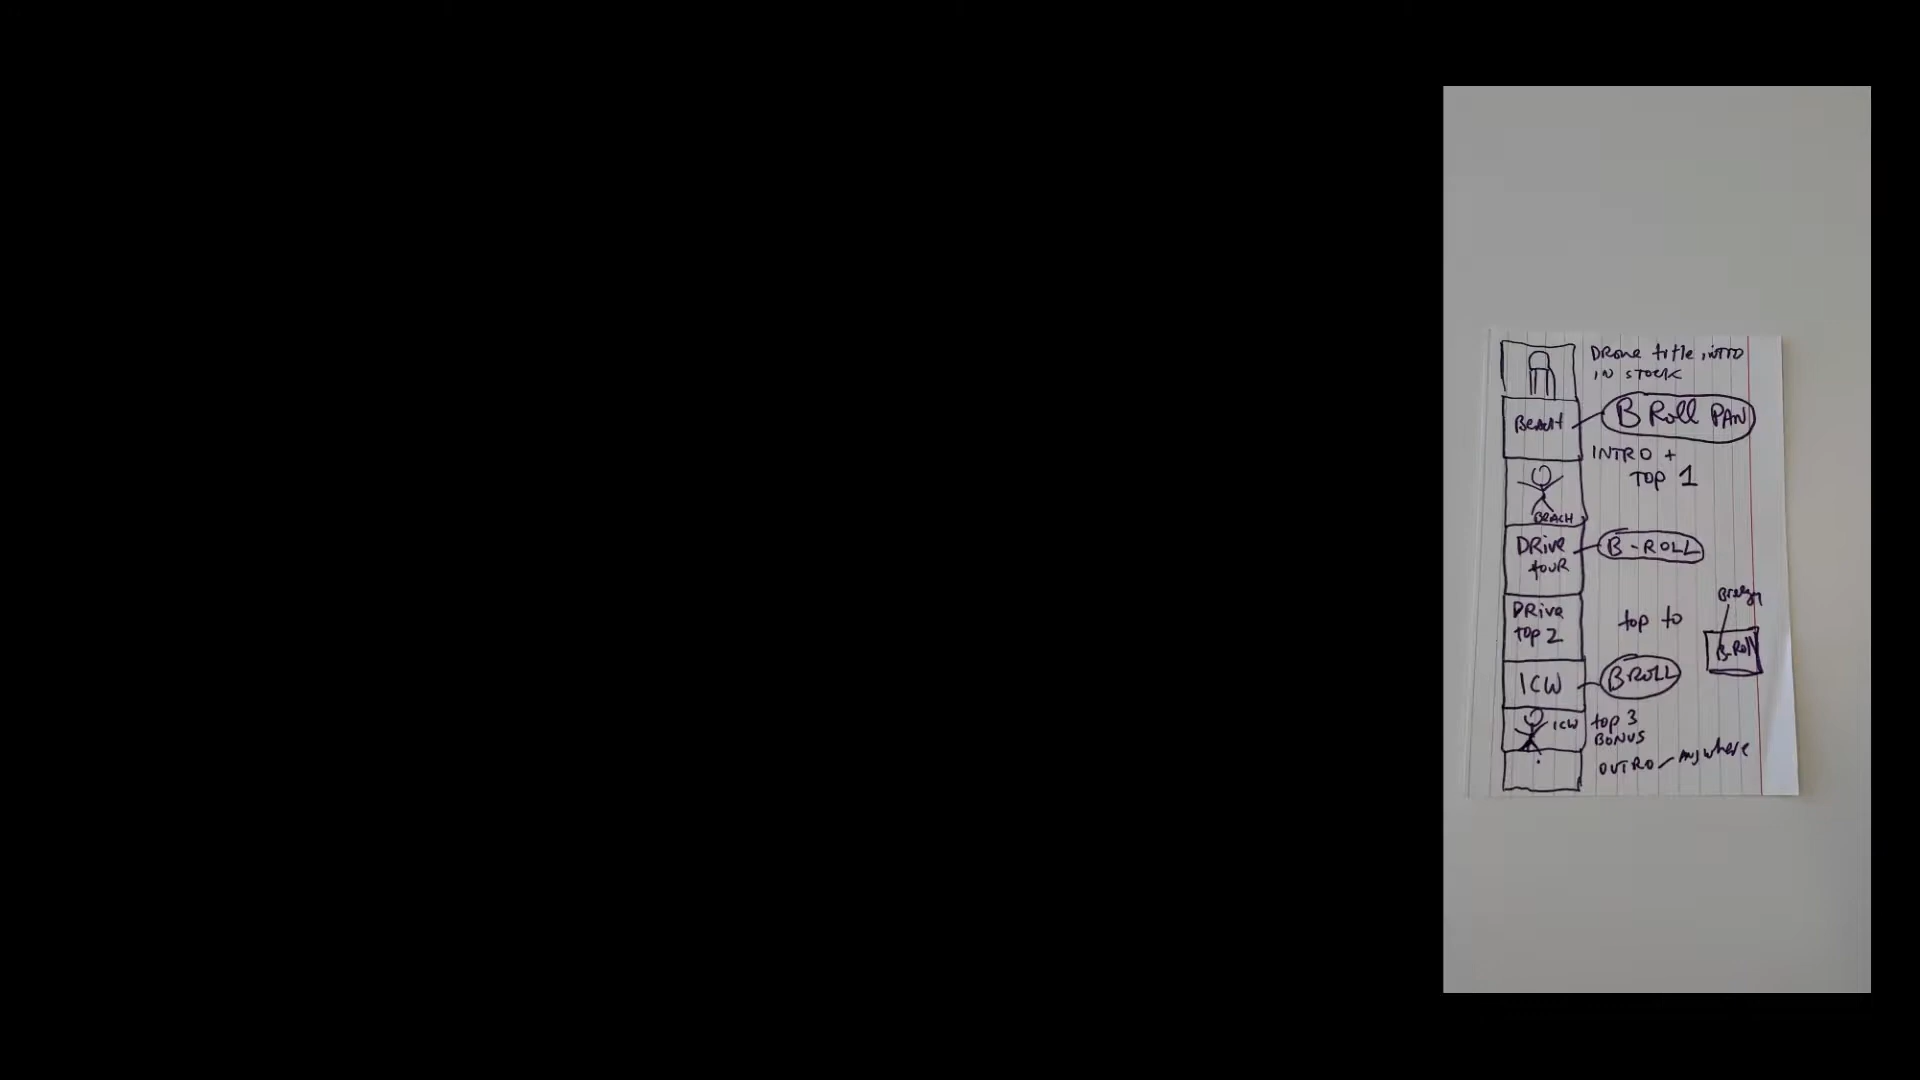 DRone title, intro
in stock
BEACH
B Roll PAN
INTRO +
TOP 1
BEACH
DRive
touR
B-ROLL
DRive
top 2
top to
B-Roll
ICW
BROLL
ICW
top 3
BONUS
OUTRO - Anywhere